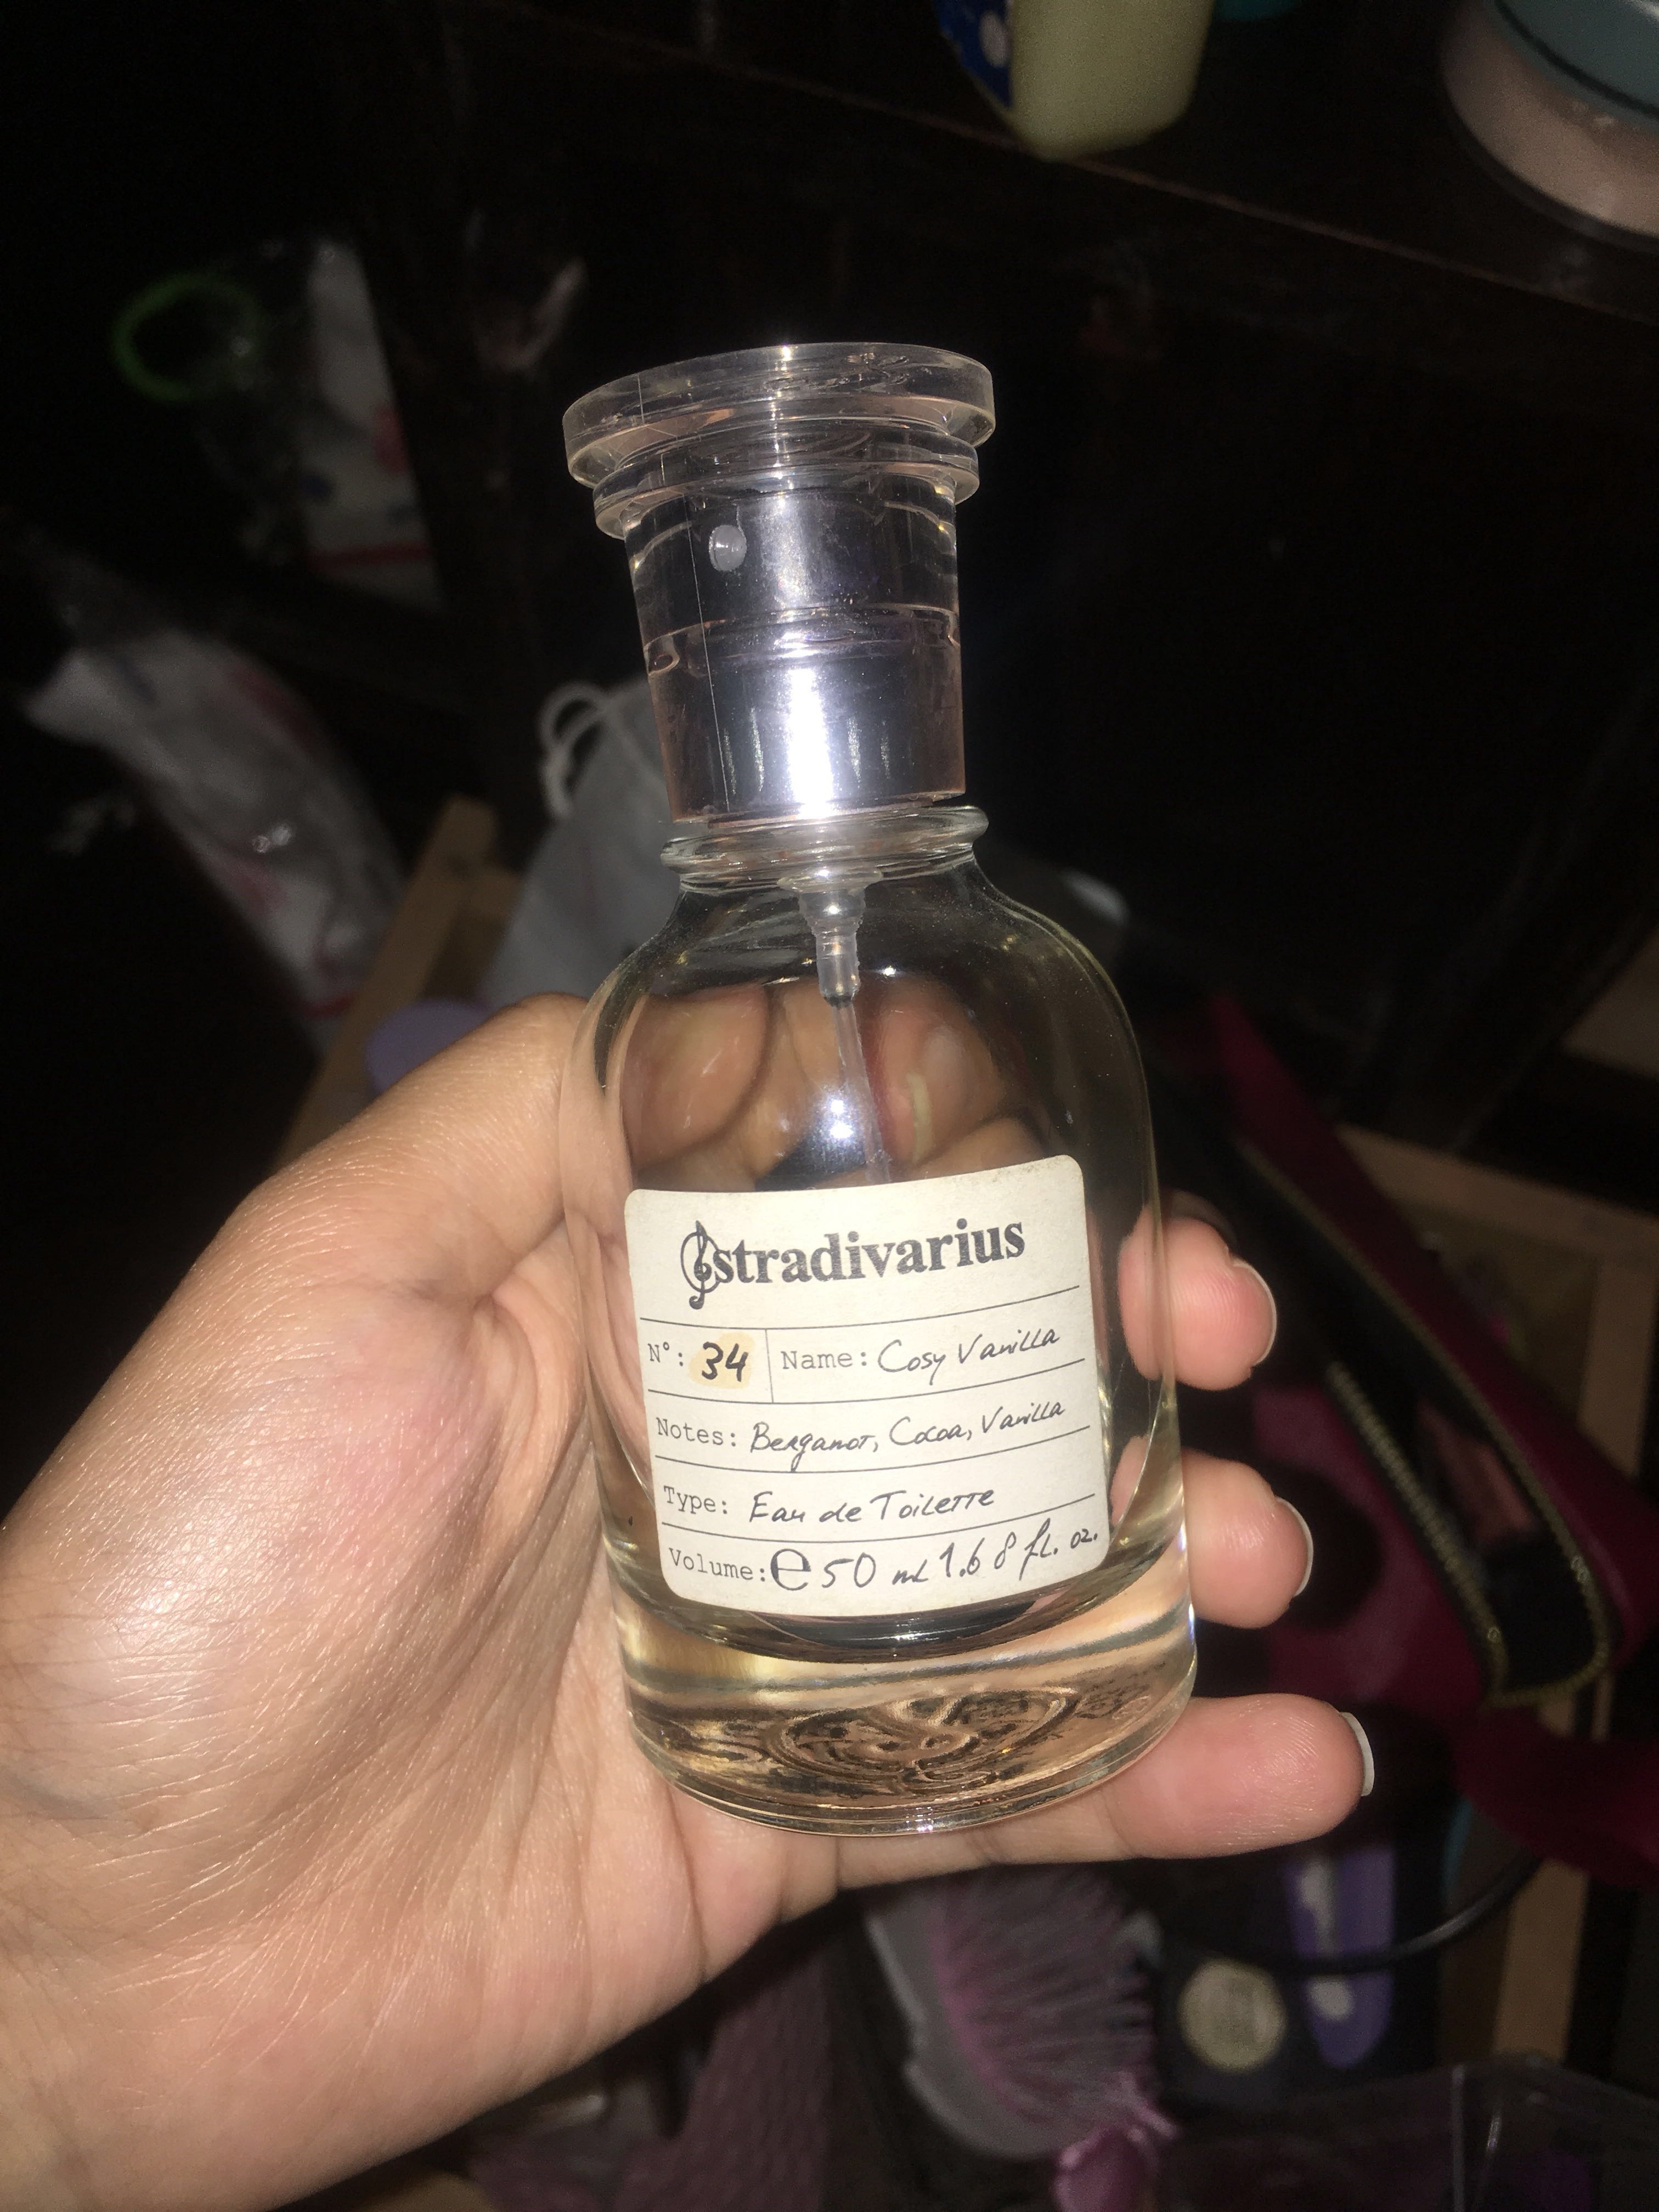 stradivarius
N°: 34 Name: Cosy Vanilla
Notes: Bergamot, Cocoa, Vanilla
Type: Eau de Toilette
Volume: ℮ 50 mL 1.68 fl. oz.